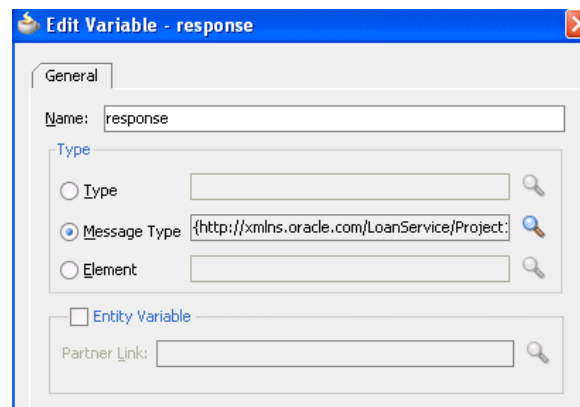 Edit Variable - response
General
Name: response
Type
Type
Message Type {http://xmlns.oracle.com/LoanService/Project1
Element
Entity Variable
Partner Link: